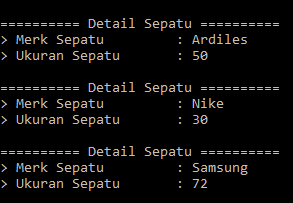 ========== Detail Sepatu ==========
> Merk Sepatu : Ardiles
> Ukuran Sepatu : 50
========== Detail Sepatu ==========
> Merk Sepatu : Nike
> Ukuran Sepatu : 30
========== Detail Sepatu ==========
> Merk Sepatu : Samsung
> Ukuran Sepatu : 72